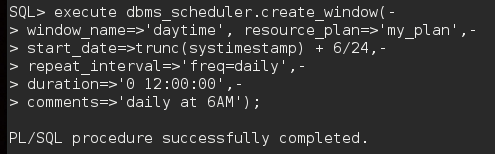 SQL> execute dbms_scheduler.create_window(-
> window_name=>'daytime', resource_plan=>'my_plan',-
> start_date=>trunc(systimestamp) + 6/24,-
> repeat_interval=>'freq=daily',-
> duration=>'0 12:00:00',-
> comments=>'daily at 6AM');
PL/SQL procedure successfully completed.